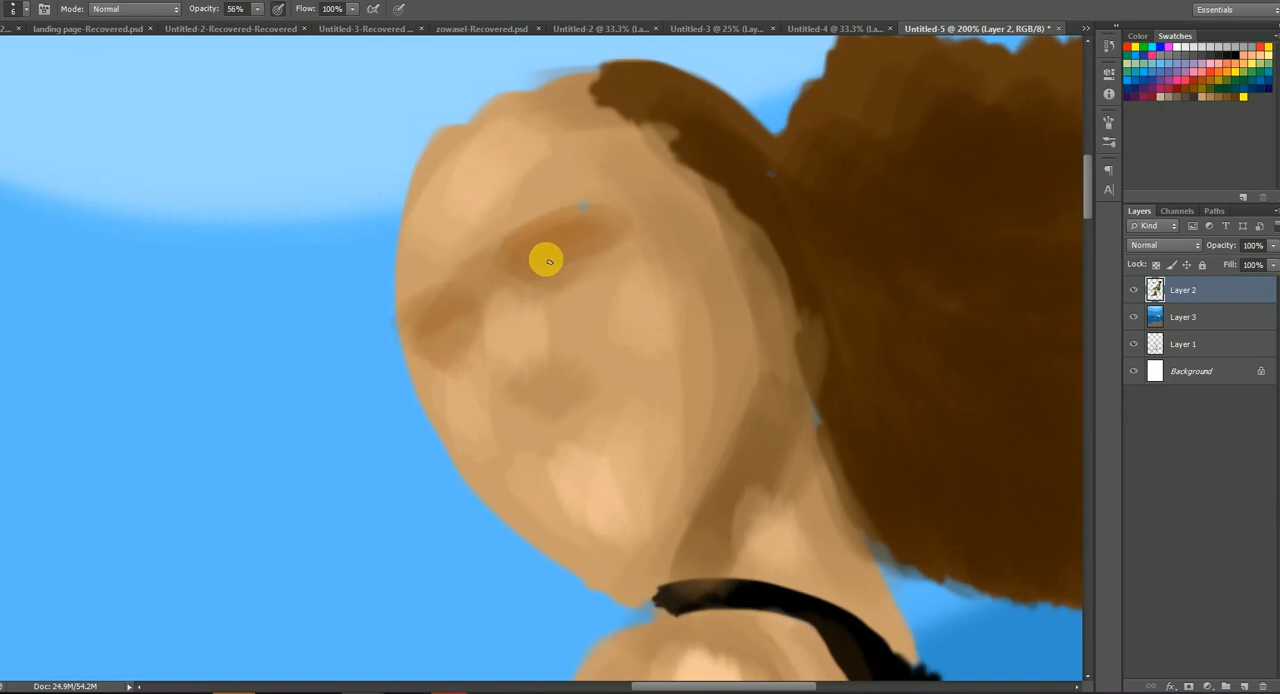 6 Mode: Normal Opacity: 56% Flow: 100%
Essentials
2... × landing page-Recovered.psd × Untitled-2-Recovered-Recovered × Untitled-3-Recovered ... × zowasel-Recovered.psd × Untitled-2 @ 33.3% (La... × Untitled-3 @ 25% (Lay... × Untitled-4 @ 33.3% (La... × Untitled-5 @ 200% (Layer 2, RGB/8) * ×
Color Swatches
Layers Channels Paths
Kind
Normal Opacity: 100%
Lock: Fill: 100%
Layer 2
Layer 3
Layer 1
Background
Doc: 24.9M/54.2M